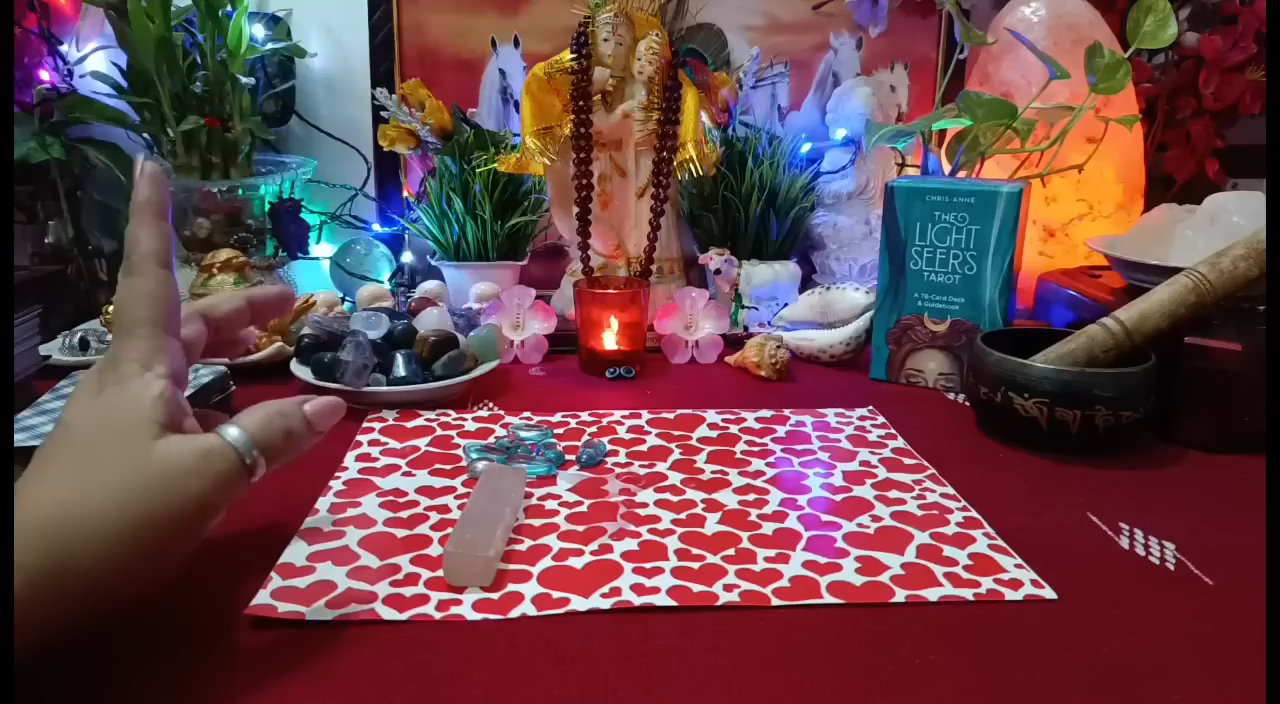 CHRIS-ANNE
THE
LIGHT
SEER'S
TAROT
A 78-Card Deck
& Guidebook